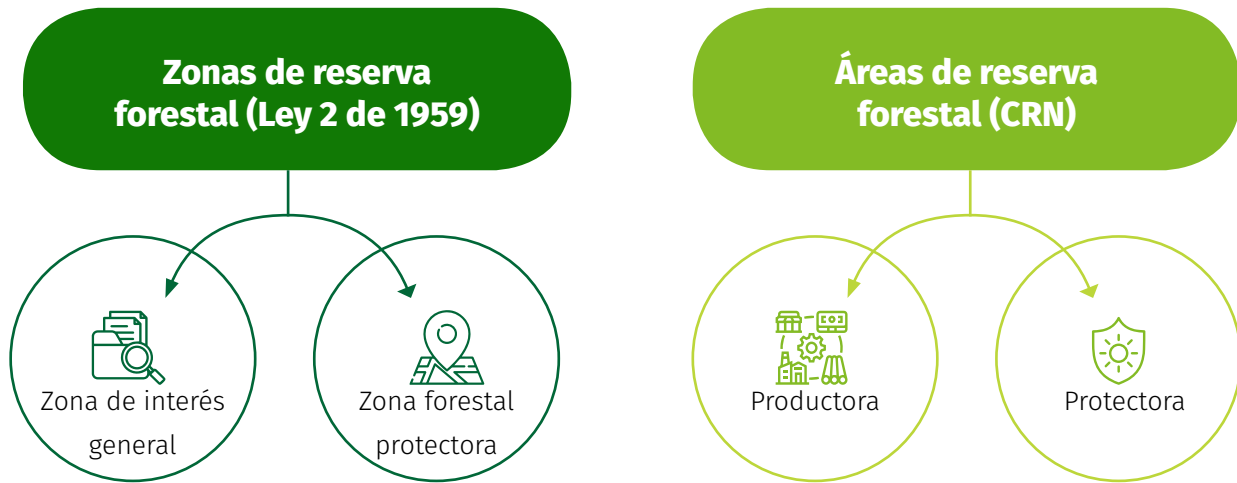 Zonas de reserva
forestal (Ley 2 de 1959)
Áreas de reserva
forestal (CRN)
Zona de interés
general
Zona forestal
protectora
Productora
Protectora